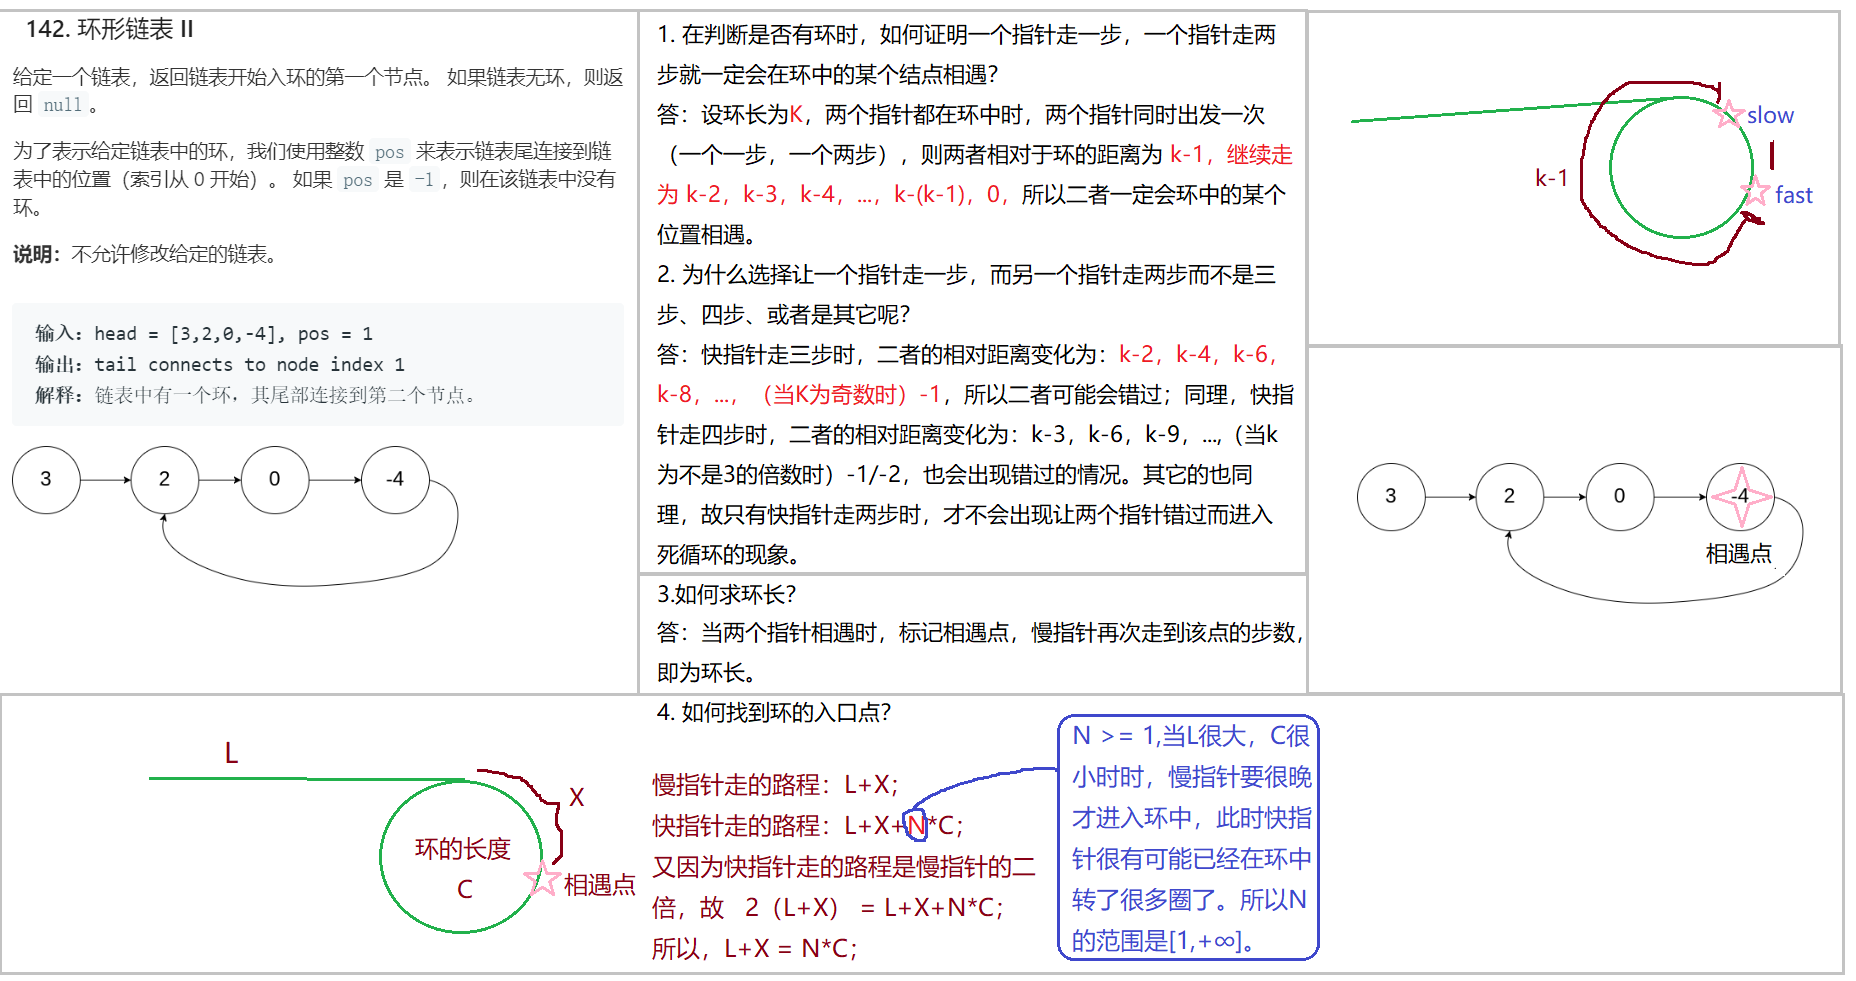 142. 环形链表 II
给定一个链表，返回链表开始入环的第一个节点。 如果链表无环，则返
回 null 。
为了表示给定链表中的环，我们使用整数 pos 来表示链表尾连接到链
表中的位置（索引从 0 开始）。 如果 pos 是 -1 ，则在该链表中没有
环。
说明：不允许修改给定的链表。
输入：head = [3,2,0,-4], pos = 1
输出：tail connects to node index 1
解释：链表中有一个环，其尾部连接到第二个节点。
3
2
0
-4
1. 在判断是否有环时，如何证明一个指针走一步，一个指针走两
步就一定会在环中的某个结点相遇？
答：设环长为K，两个指针都在环中时，两个指针同时出发一次
（一个一步，一个两步），则两者相对于环的距离为 k-1，继续走
为 k-2，k-3，k-4，...，k-(k-1)，0，所以二者一定会环中的某个
位置相遇。
2. 为什么选择让一个指针走一步，而另一个指针走两步而不是三
步、四步、或者是其它呢？
答：快指针走三步时，二者的相对距离变化为：k-2，k-4，k-6，
k-8，...，（当K为奇数时）-1，所以二者可能会错过；同理，快指
针走四步时，二者的相对距离变化为：k-3，k-6，k-9，...,（当k
为不是3的倍数时）-1/-2，也会出现错过的情况。其它的也同
理，故只有快指针走两步时，才不会出现让两个指针错过而进入
死循环的现象。
3.如何求环长？
答：当两个指针相遇时，标记相遇点，慢指针再次走到该点的步数，
即为环长。
slow
1
k-1
fast
3
2
0
-4
相遇点
L
X
环的长度
C
相遇点
4. 如何找到环的入口点？
慢指针走的路程：L+X；
快指针走的路程：L+X+N*C；
又因为快指针走的路程是慢指针的二
倍，故 2（L+X） = L+X+N*C；
所以，L+X = N*C；
N >= 1,当L很大，C很
小时时，慢指针要很晚
才进入环中，此时快指
针很有可能已经在环中
转了很多圈了。所以N
的范围是[1,+∞]。